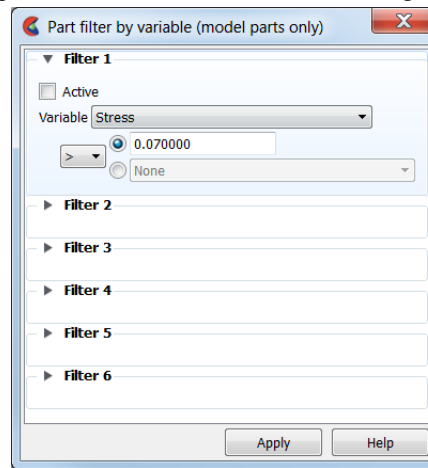 Part filter by variable (model parts only)
Filter 1
Active
Variable Stress
> 0.070000
None
Filter 2
Filter 3
Filter 4
Filter 5
Filter 6
Apply Help